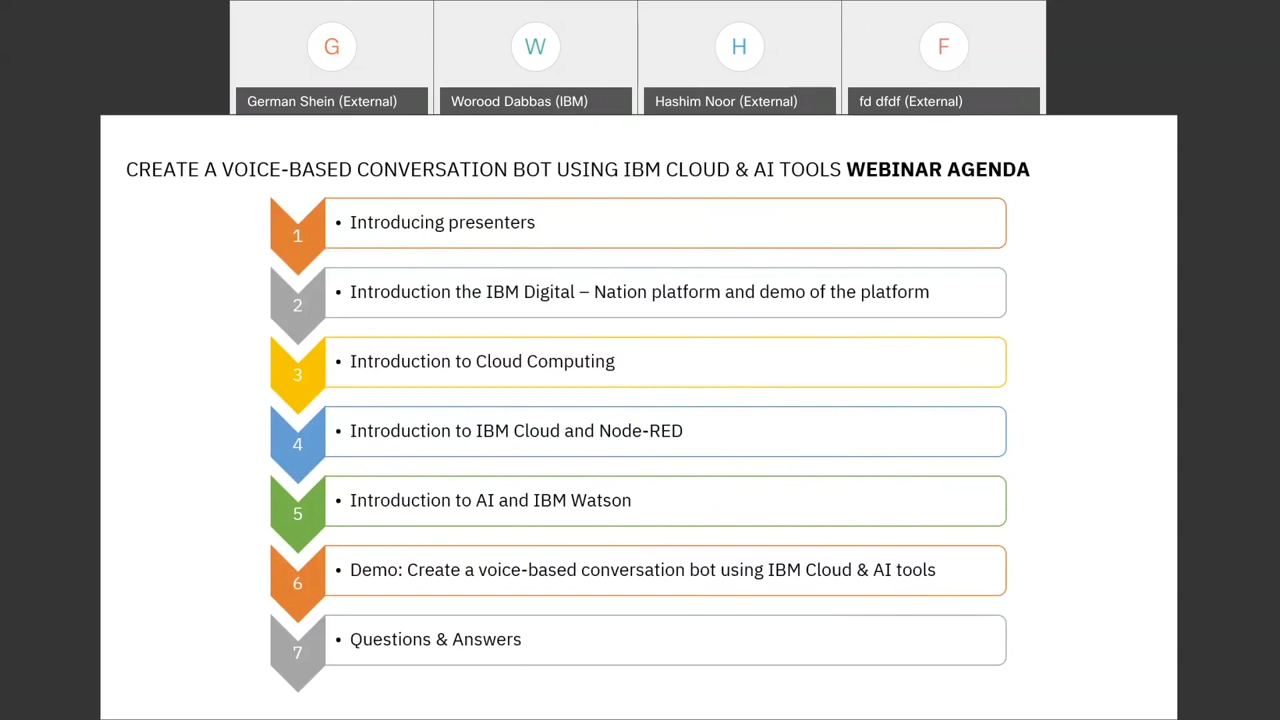 G
W
H
F
German Shein (External)
Worood Dabbas (IBM)
Hashim Noor (External)
fd dfdf (External)
CREATE A VOICE-BASED CONVERSATION BOT USING IBM CLOUD & AI TOOLS WEBINAR AGENDA
1
• Introducing presenters
2
• Introduction the IBM Digital – Nation platform and demo of the platform
3
• Introduction to Cloud Computing
4
• Introduction to IBM Cloud and Node-RED
5
• Introduction to AI and IBM Watson
6
• Demo: Create a voice-based conversation bot using IBM Cloud & AI tools
7
• Questions & Answers